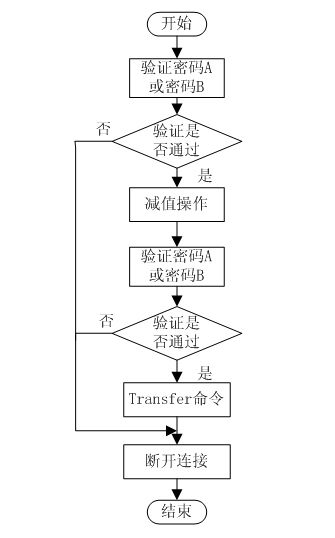 开始
验证密码A
或密码B
否
验证是
否通过
是
减值操作
验证密码A
或密码B
否
验证是
否通过
是
Transfer命令
断开连接
结束